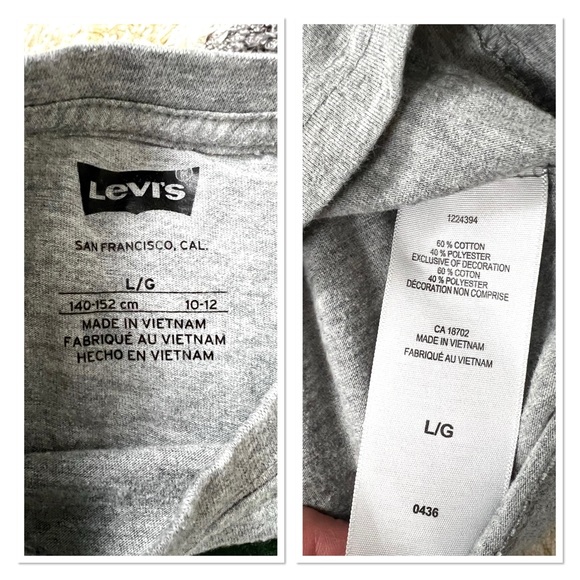 Levi's
SAN FRANCISCO, CAL.
L/G
140-152 cm 10-12
MADE IN VIETNAM
FABRIQUÉ AU VIETNAM
HECHO EN VIETNAM
1224394
60 % COTTON
40 % POLYESTER
EXCLUSIVE OF DECORATION
60 % COTON
40 % POLYESTER
DÉCORATION NON COMPRISE
CA 18702
MADE IN VIETNAM
FABRIQUÉ AU VIETNAM
L/G
0436